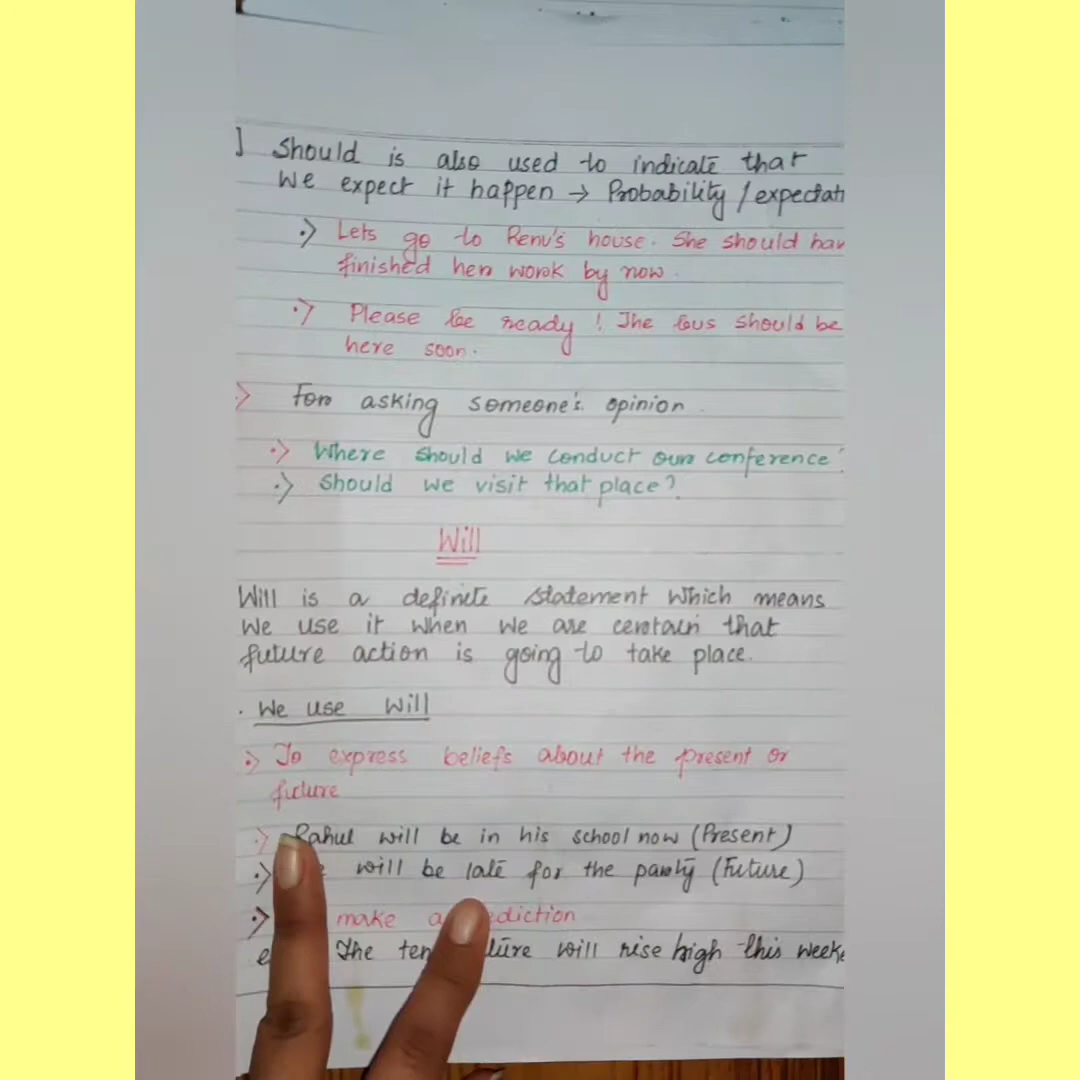 ] Should is also used to indicate that
We expect it happen → Probability / expectati
Lets go to Renu's house. She should hav
finished her work by now.
Please be ready! The bus should be
here soon.
For asking someone's opinion.
Where should we conduct our conference?
Should we visit that place?
Will
Will is a definite statement which means
We use it when we are certain that
future action is going to take place.
. We use Will
To express beliefs about the present or
future
Rahul will be in his school now (Present)
will be late for the party (Future)
make a
The will rise high this weeke